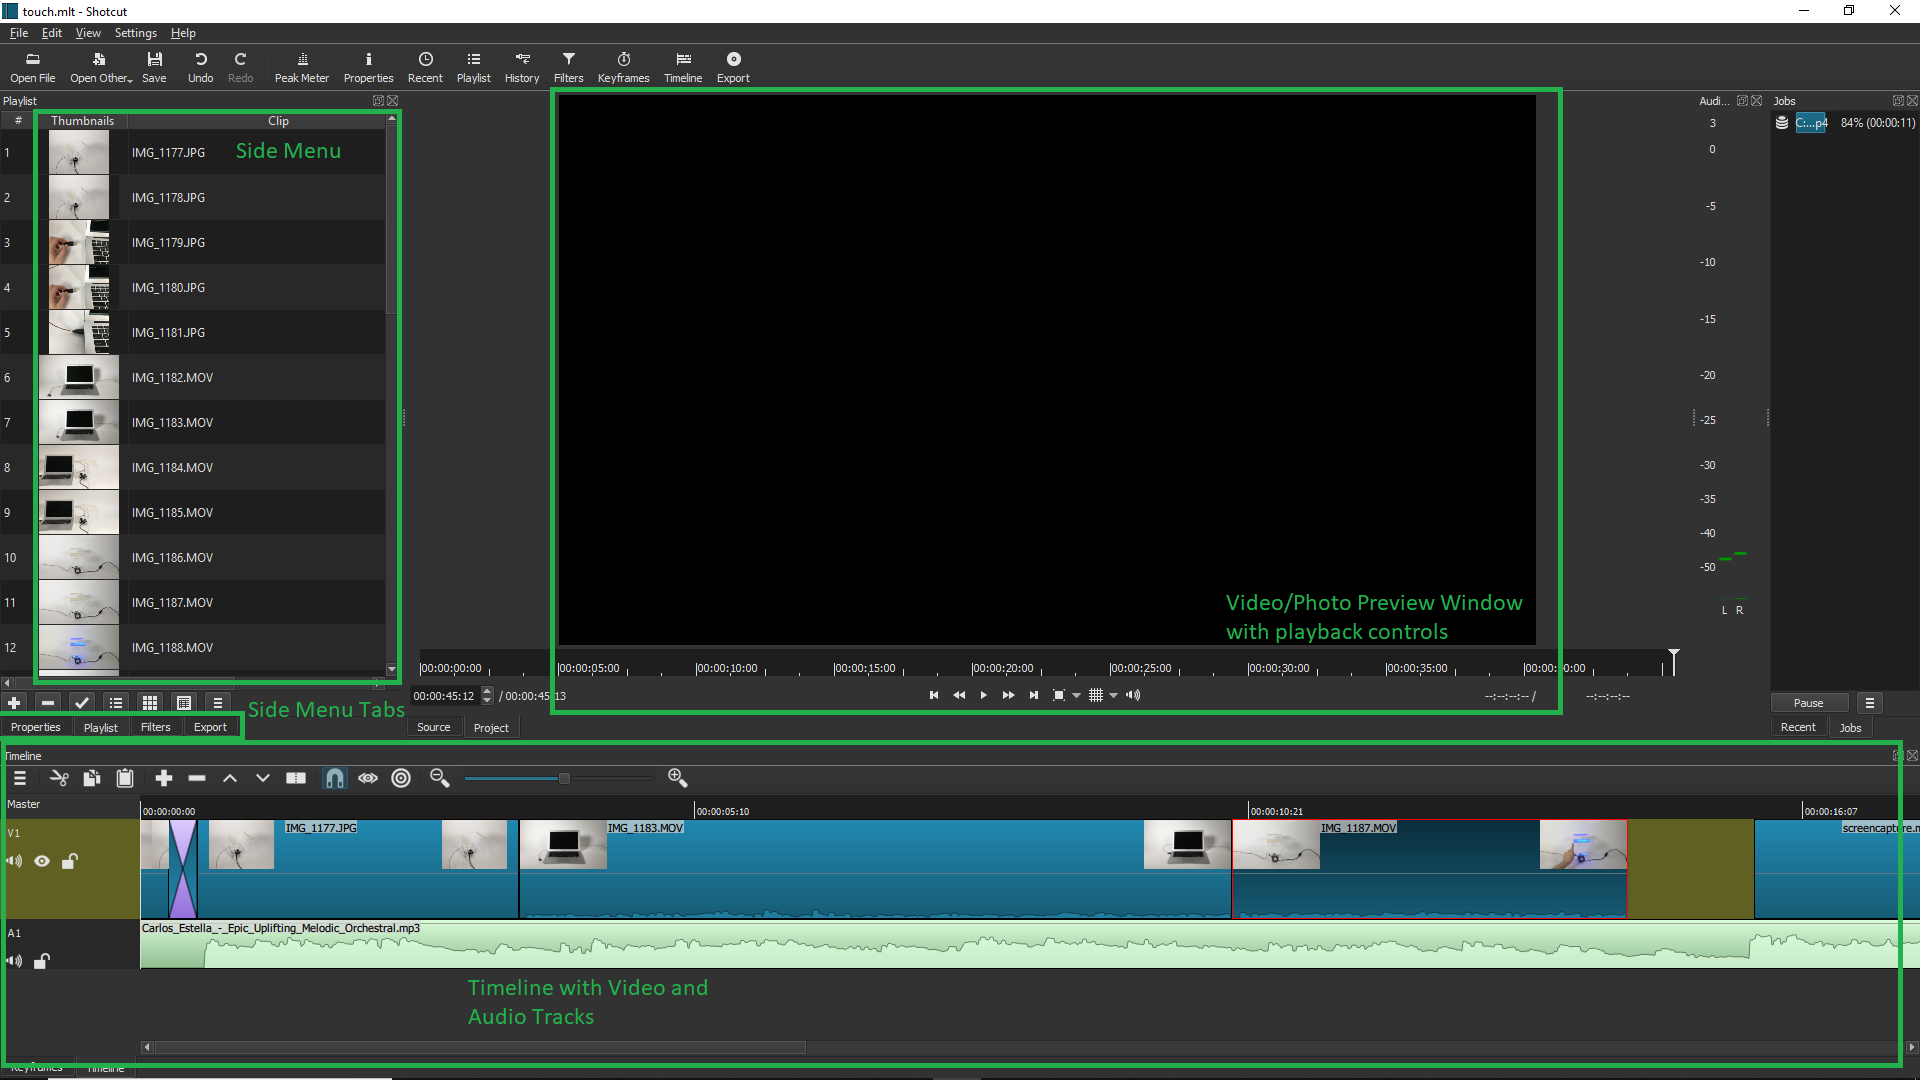 touch.mlt - Shotcut
File Edit View Settings Help
Open File Open Other Save Undo Redo Peak Meter Properties Recent Playlist History Filters Keyframes Timeline Export
Playlist
# Thumbnails Clip
1 IMG_1177.JPG
Side Menu
2 IMG_1178.JPG
3 IMG_1179.JPG
4 IMG_1180.JPG
5 IMG_1181.JPG
6 IMG_1182.MOV
7 IMG_1183.MOV
8 IMG_1184.MOV
9 IMG_1185.MOV
10 IMG_1186.MOV
11 IMG_1187.MOV
12 IMG_1188.MOV
Side Menu Tabs
Properties Playlist Filters Export
Video/Photo Preview Window
with playback controls
00:00:00:00 00:00:05:00 00:00:10:00 00:00:15:00 00:00:20:00 00:00:25:00 00:00:30:00 00:00:35:00 00:00:40:00
00:00:45:12 / 00:00:45:13 --:--:--:-- / --:--:--:--
Source Project
Audi...
3
0
-5
-10
-15
-20
-25
-30
-35
-40
-50
L R
Jobs
C:...p4 84% (00:00:11)
Pause
Recent Jobs
Timeline
Master
00:00:00:00 00:00:05:10 00:00:10:21 00:00:16:07
V1
IMG_1177.JPG IMG_1183.MOV IMG_1187.MOV screencapture.m
A1
Carlos_Estella_-_Epic_Uplifting_Melodic_Orchestral.mp3
Timeline with Video and
Audio Tracks
Keyframes Timeline